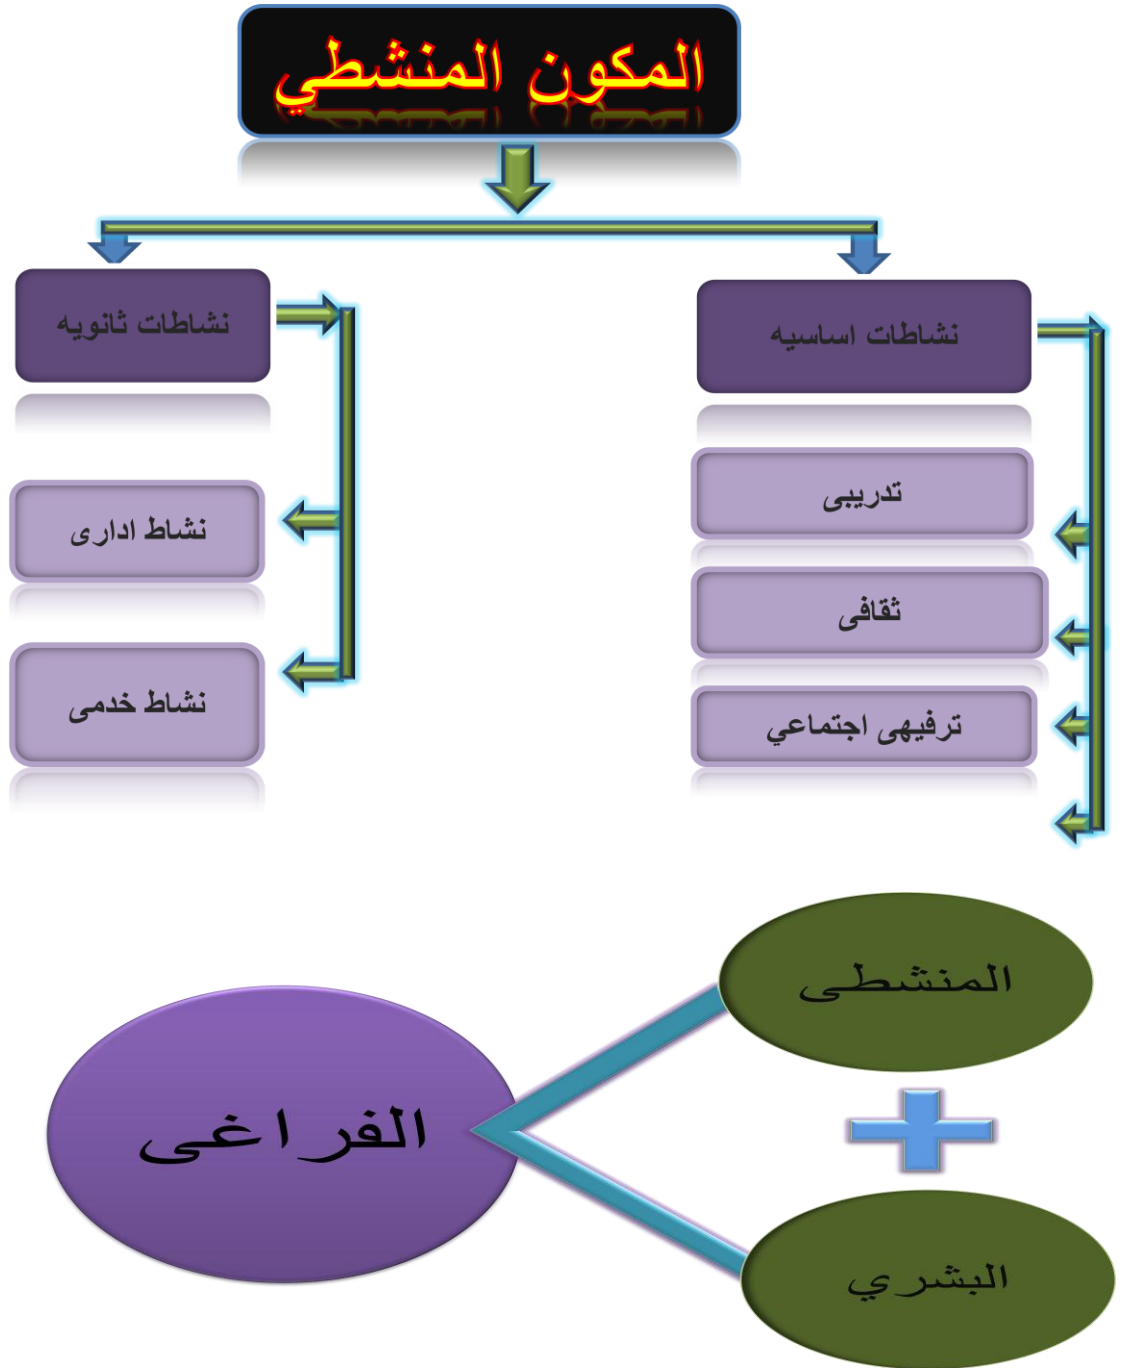 المكون المنشطي
نشاطات اساسيه
نشاطات ثانويه
تدريبى
ثقافى
ترفيهى اجتماعي
نشاط ادارى
نشاط خدمى
المنشطى
الفراغى
البشري